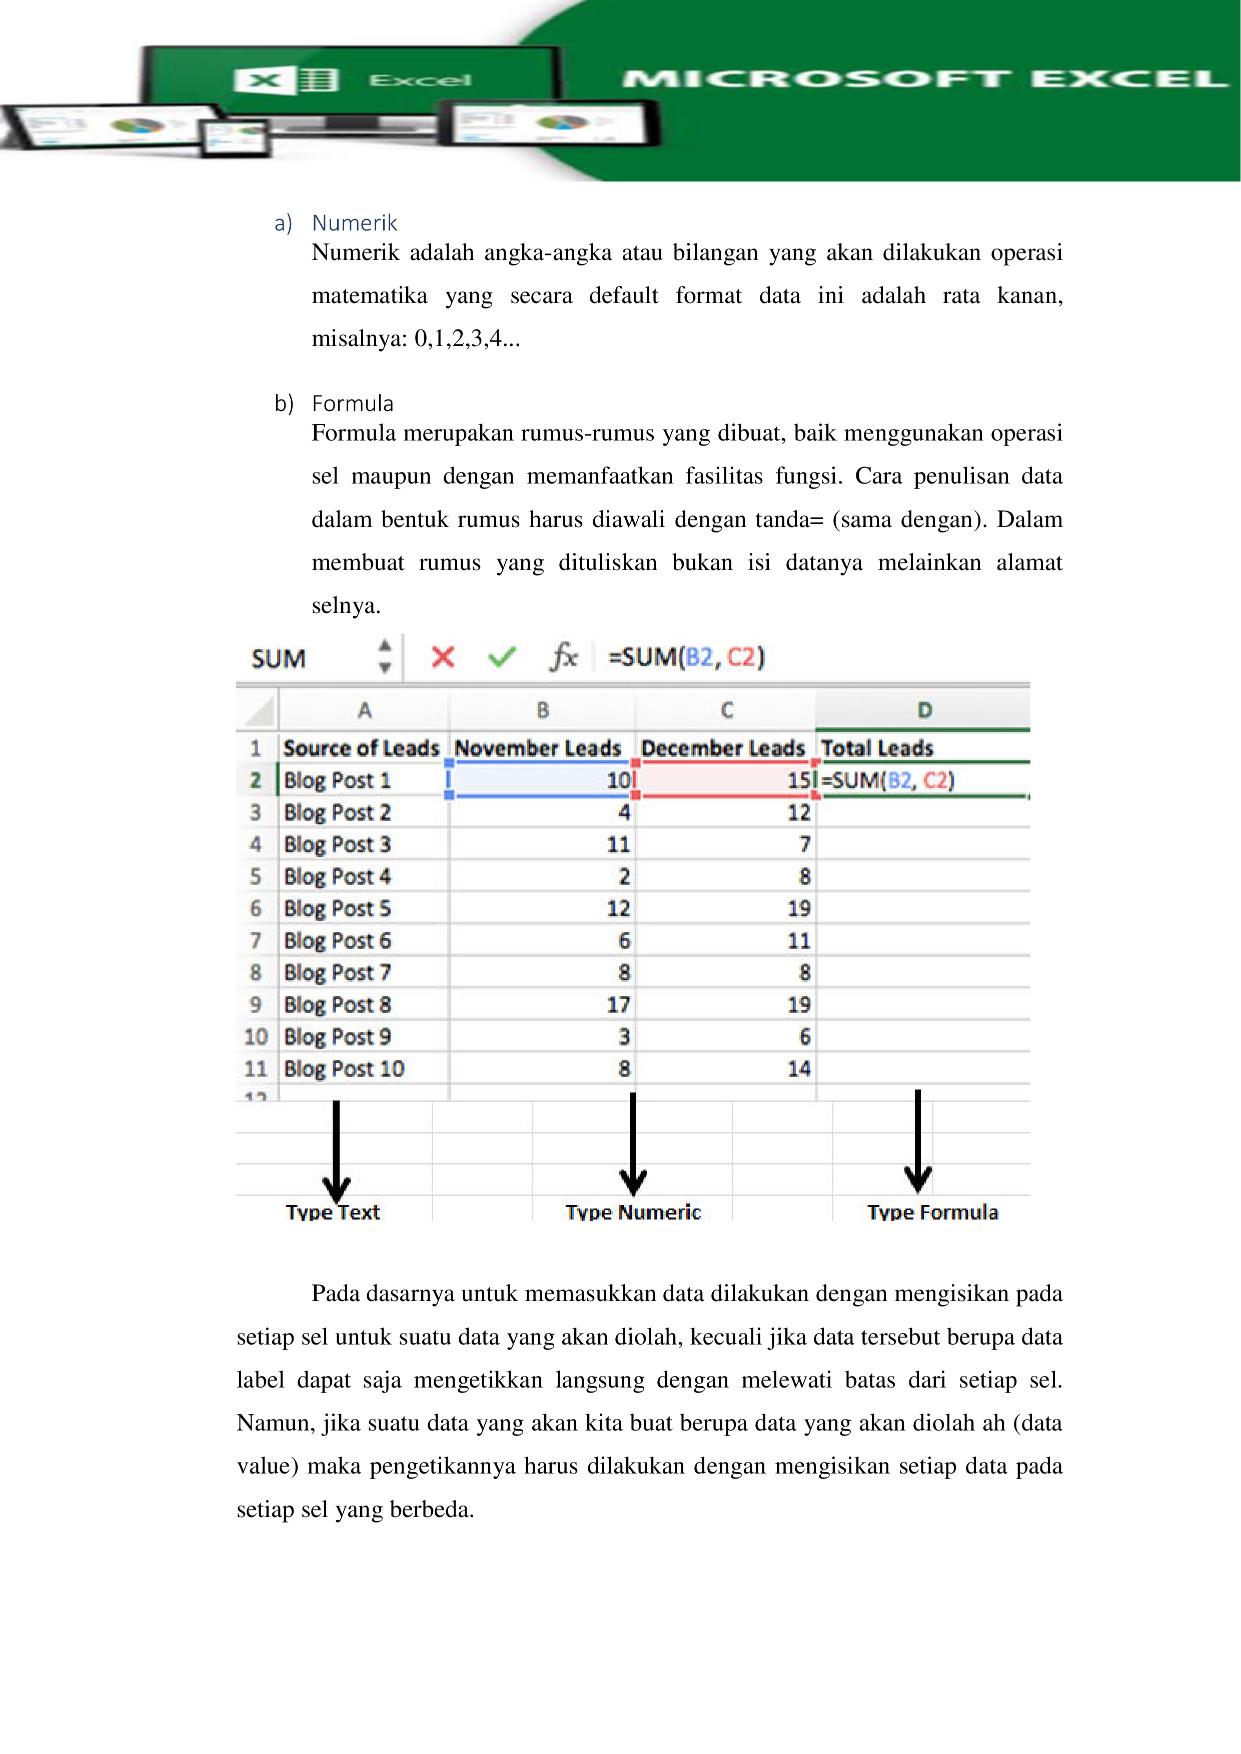 Excel
MICROSOFT EXCEL
a) Numerik
Numerik adalah angka-angka atau bilangan yang akan dilakukan operasi
matematika yang secara default format data ini adalah rata kanan,
misalnya: 0,1,2,3,4...
b) Formula
Formula merupakan rumus-rumus yang dibuat, baik menggunakan operasi
sel maupun dengan memanfaatkan fasilitas fungsi. Cara penulisan data
dalam bentuk rumus harus diawali dengan tanda= (sama dengan). Dalam
membuat rumus yang dituliskan bukan isi datanya melainkan alamat
selnya.
SUM fx =SUM(B2, C2)
A B C D
1 Source of Leads November Leads December Leads Total Leads
2 Blog Post 1 10 15 =SUM(B2, C2)
3 Blog Post 2 4 12
4 Blog Post 3 11 7
5 Blog Post 4 2 8
6 Blog Post 5 12 19
7 Blog Post 6 6 11
8 Blog Post 7 8 8
9 Blog Post 8 17 19
10 Blog Post 9 3 6
11 Blog Post 10 8 14
12
Type Text Type Numeric Type Formula
Pada dasarnya untuk memasukkan data dilakukan dengan mengisikan pada
setiap sel untuk suatu data yang akan diolah, kecuali jika data tersebut berupa data
label dapat saja mengetikkan langsung dengan melewati batas dari setiap sel.
Namun, jika suatu data yang akan kita buat berupa data yang akan diolah ah (data
value) maka pengetikannya harus dilakukan dengan mengisikan setiap data pada
setiap sel yang berbeda.